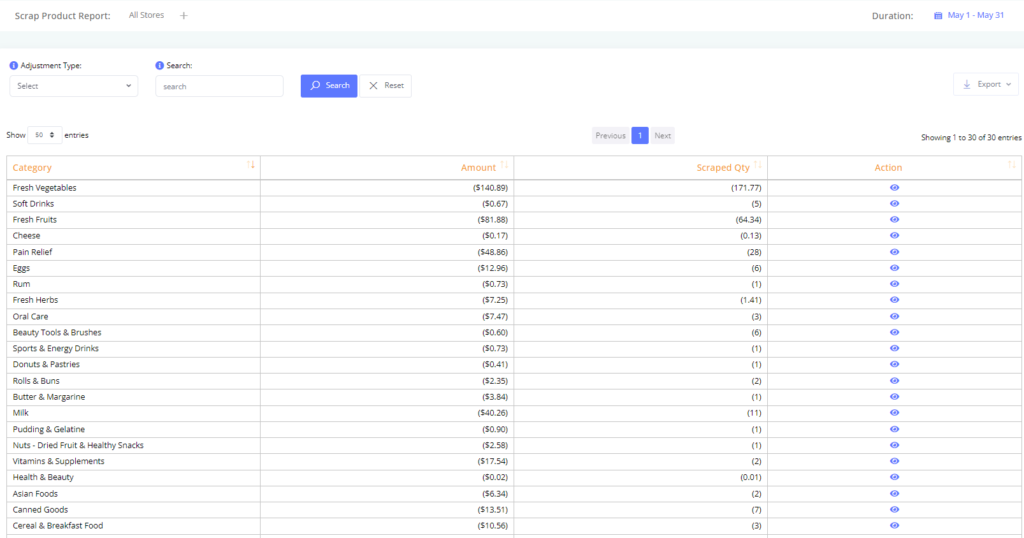 Scrap Product Report: All Stores + Duration: May 1 - May 31
Adjustment Type: Search:
Select search Search Reset Export
Show 50 entries Previous 1 Next Showing 1 to 30 of 30 entries
Category Amount Scraped Qty Action
Fresh Vegetables ($140.89) (171.77)
Soft Drinks ($0.67) (5)
Fresh Fruits ($81.88) (64.34)
Cheese ($0.17) (0.13)
Pain Relief ($48.86) (28)
Eggs ($12.96) (6)
Rum ($0.73) (1)
Fresh Herbs ($7.25) (1.41)
Oral Care ($7.47) (3)
Beauty Tools & Brushes ($0.60) (6)
Sports & Energy Drinks ($0.73) (1)
Donuts & Pastries ($0.41) (1)
Rolls & Buns ($2.35) (2)
Butter & Margarine ($3.84) (1)
Milk ($40.26) (11)
Pudding & Gelatine ($0.90) (1)
Nuts - Dried Fruit & Healthy Snacks ($2.58) (1)
Vitamins & Supplements ($17.54) (2)
Health & Beauty ($0.02) (0.01)
Asian Foods ($6.34) (2)
Canned Goods ($13.51) (7)
Cereal & Breakfast Food ($10.56) (3)